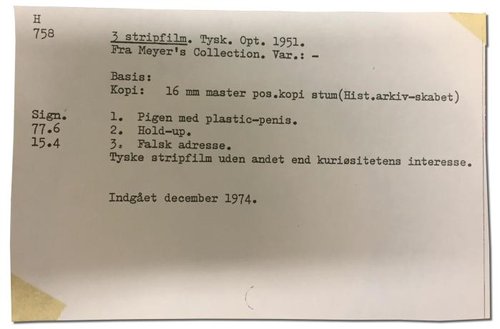 H
758
3 stripfilm. Tysk. Opt. 1951.
Fra Meyer's Collection. Var.: -
Basis:
Kopi: 16 mm master pos.kopi stum(Hist.arkiv-skabet)
Sign.
77.6
15.4
1. Pigen med plastic-penis.
2. Hold-up.
3. Falsk adresse.
Tyske stripfilm uden andet end kuriøsitetens interesse.
Indgået december 1974.